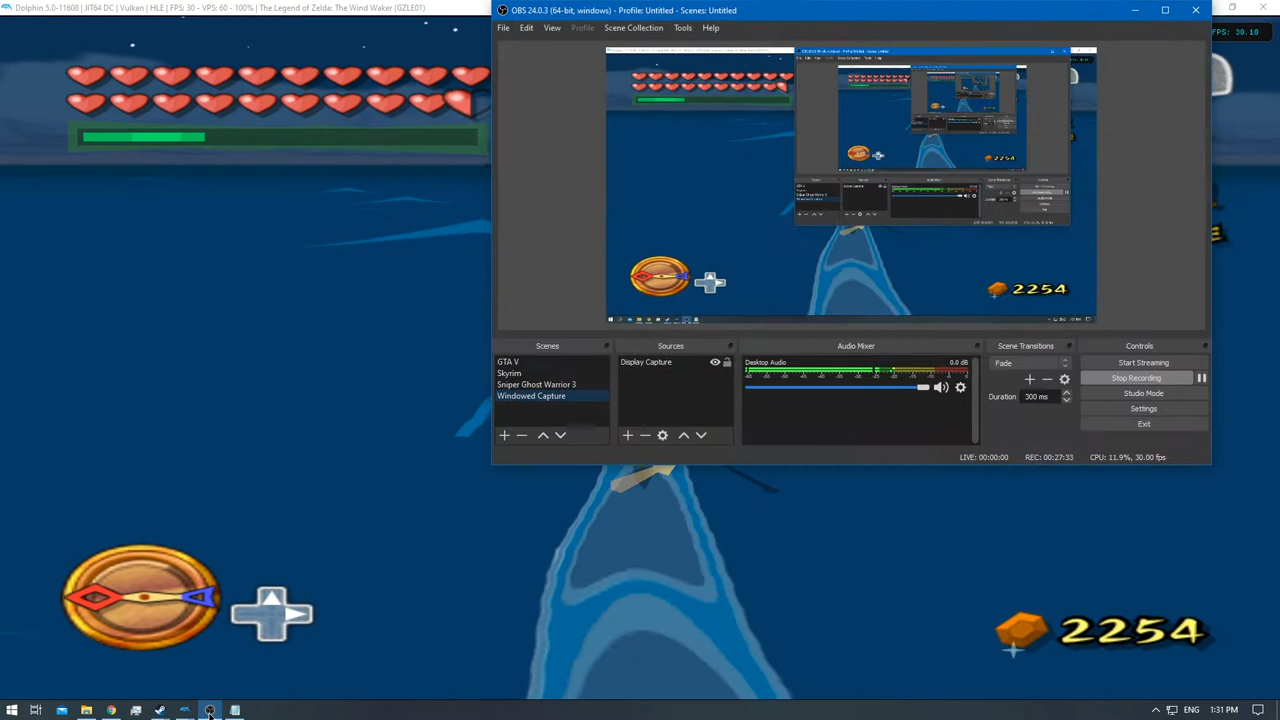 Dolphin 5.0-11608 | JIT64 DC | Vulkan | HLE | FPS: 30 - VPS: 60 - 100% | The Legend of Zelda: The Wind Waker (GZLE01)
OBS 24.0.3 (64-bit, windows) - Profile: Untitled - Scenes: Untitled
File Edit View Profile Scene Collection Tools Help
FPS: 30.10
2254
Scenes
GTA V
Skyrim
Sniper Ghost Warrior 3
Windowed Capture
Sources
Display Capture
Audio Mixer
Desktop Audio 0.0 dB
Scene Transitions
Fade
Duration 300 ms
Controls
Start Streaming
Stop Recording
Studio Mode
Settings
Exit
LIVE: 00:00:00 REC: 00:27:33 CPU: 11.9%, 30.00 fps
2254
ENG 1:31 PM